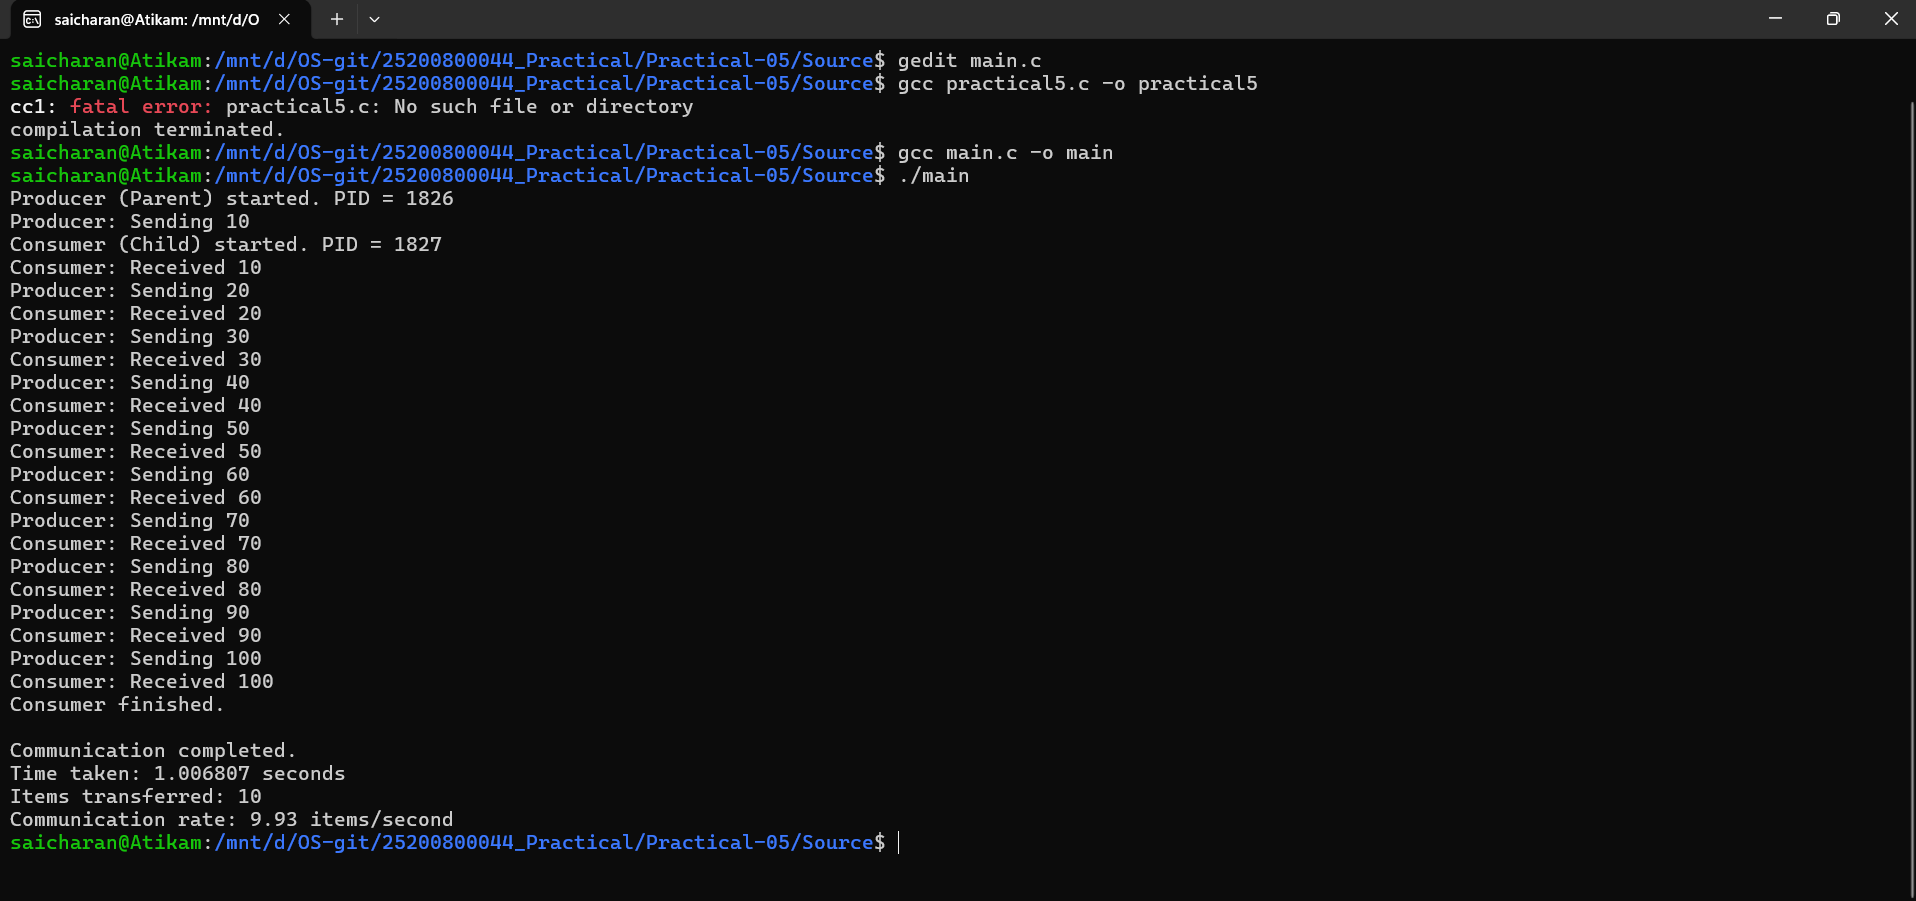 saicharan@Atikam: /mnt/d/O
saicharan@Atikam:/mnt/d/OS-git/25200800044_Practical/Practical-05/Source$ gedit main.c
saicharan@Atikam:/mnt/d/OS-git/25200800044_Practical/Practical-05/Source$ gcc practical5.c -o practical5
cc1: fatal error: practical5.c: No such file or directory
compilation terminated.
saicharan@Atikam:/mnt/d/OS-git/25200800044_Practical/Practical-05/Source$ gcc main.c -o main
saicharan@Atikam:/mnt/d/OS-git/25200800044_Practical/Practical-05/Source$ ./main
Producer (Parent) started. PID = 1826
Producer: Sending 10
Consumer (Child) started. PID = 1827
Consumer: Received 10
Producer: Sending 20
Consumer: Received 20
Producer: Sending 30
Consumer: Received 30
Producer: Sending 40
Consumer: Received 40
Producer: Sending 50
Consumer: Received 50
Producer: Sending 60
Consumer: Received 60
Producer: Sending 70
Consumer: Received 70
Producer: Sending 80
Consumer: Received 80
Producer: Sending 90
Consumer: Received 90
Producer: Sending 100
Consumer: Received 100
Consumer finished.

Communication completed.
Time taken: 1.006807 seconds
Items transferred: 10
Communication rate: 9.93 items/second
saicharan@Atikam:/mnt/d/OS-git/25200800044_Practical/Practical-05/Source$